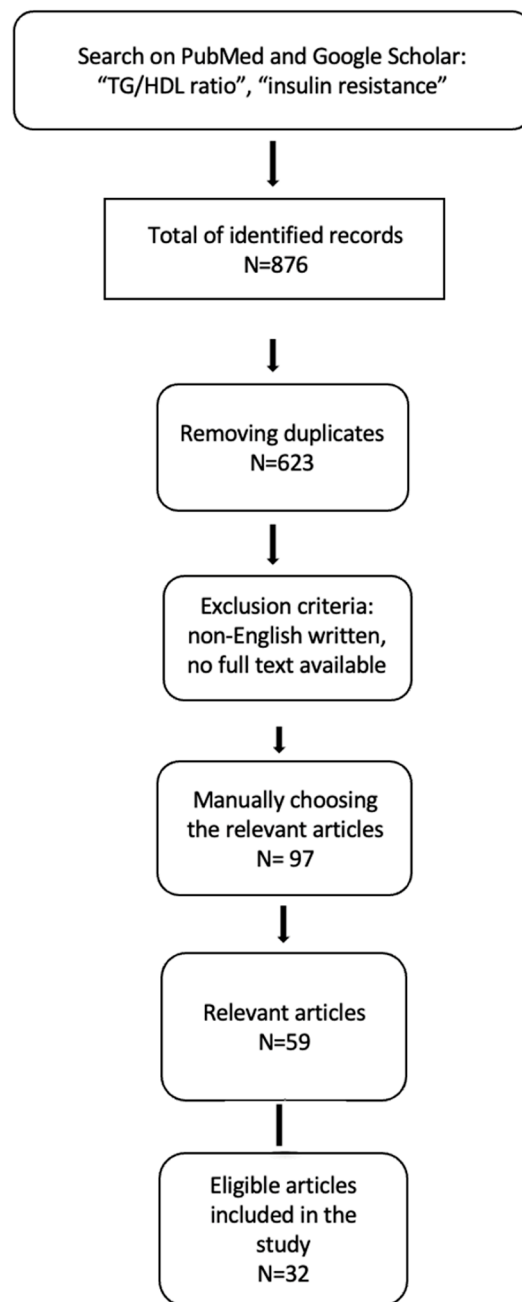 Search on PubMed and Google Scholar:
“TG/HDL ratio”, “insulin resistance”
Total of identified records
N=876
Removing duplicates
N=623
Exclusion criteria:
non-English written,
no full text available
Manually choosing
the relevant articles
N= 97
Relevant articles
N=59
Eligible articles
included in the
study
N=32